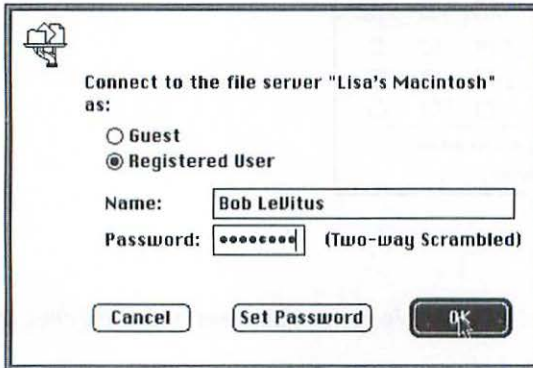 Connect to the file server "Lisa's Macintosh"
as:
Guest
Registered User
Name: Bob LeVitus
Password: •••••••• (Two-way Scrambled)
Cancel Set Password OK